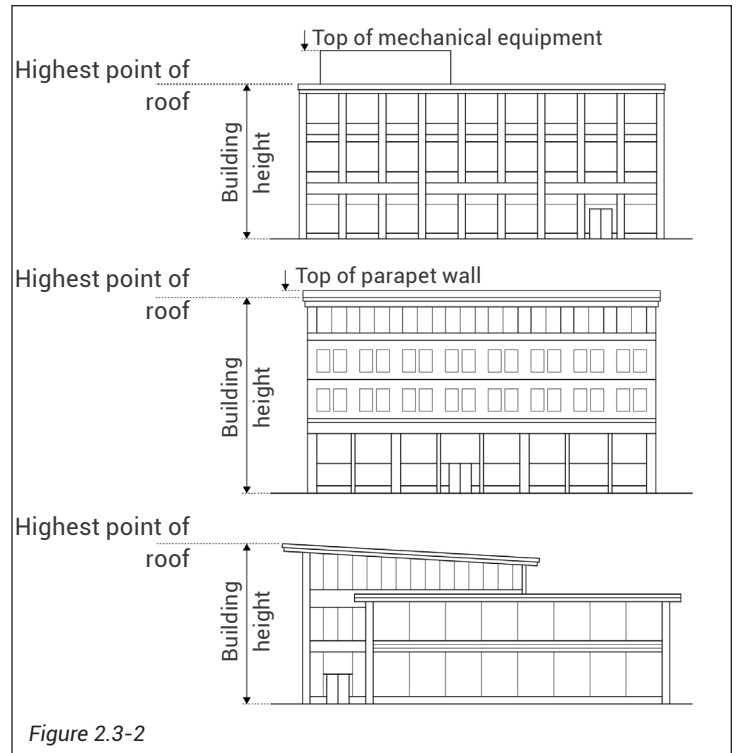 Top of mechanical equipment
Highest point of
roof
Building
height
Top of parapet wall
Highest point of
roof
Building
height
Highest point of
roof
Building
height
Figure 2.3-2